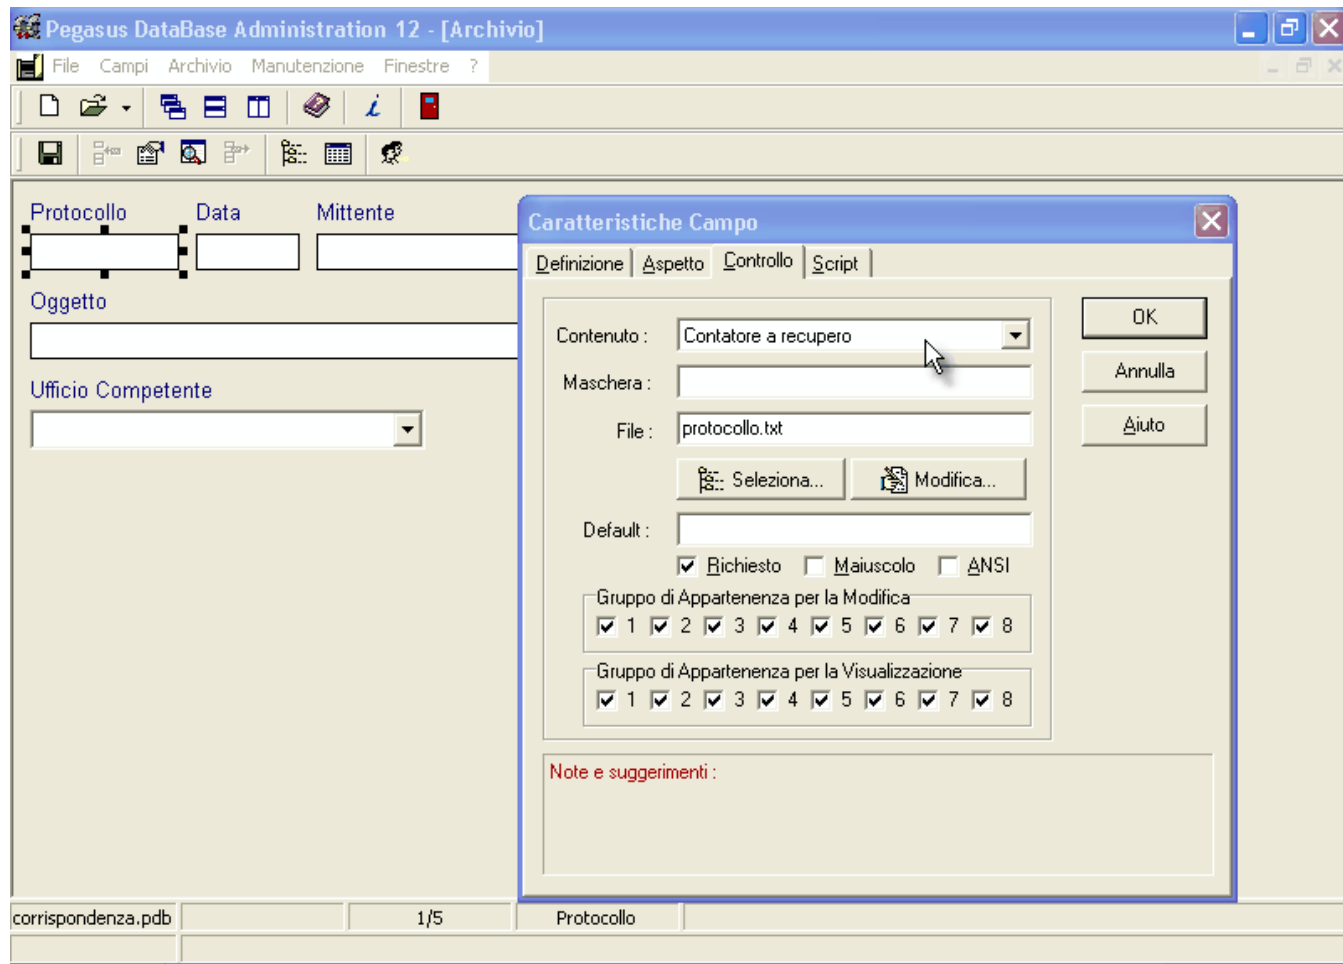 Pegasus DataBase Administration 12 - [Archivio]
File Campi Archivio Manutenzione Finestre ?
Protocollo Data Mittente
Oggetto
Ufficio Competente
Caratteristiche Campo
Definizione Aspetto Controllo Script
Contenuto : Contatore a recupero
Maschera :
File : protocollo.txt
Seleziona... Modifica...
Default :
Richiesto Maiuscolo ANSI
Gruppo di Appartenenza per la Modifica
1 2 3 4 5 6 7 8
Gruppo di Appartenenza per la Visualizzazione
1 2 3 4 5 6 7 8
OK
Annulla
Aiuto
Note e suggerimenti :
corrispondenza.pdb 1/5 Protocollo